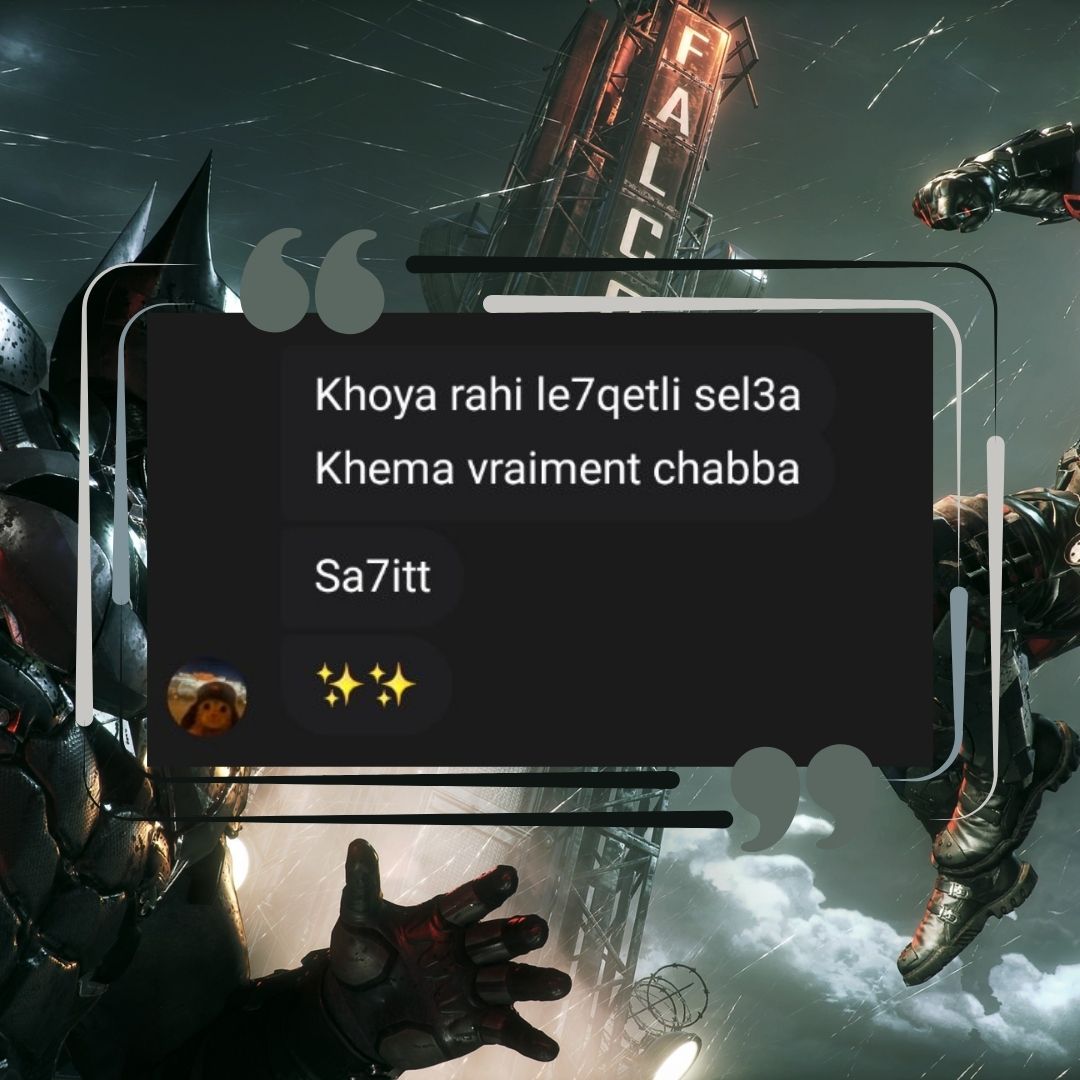 FALC
Khoya rahi le7qetli sel3a
Khema vraiment chabba
Sa7itt
✨✨